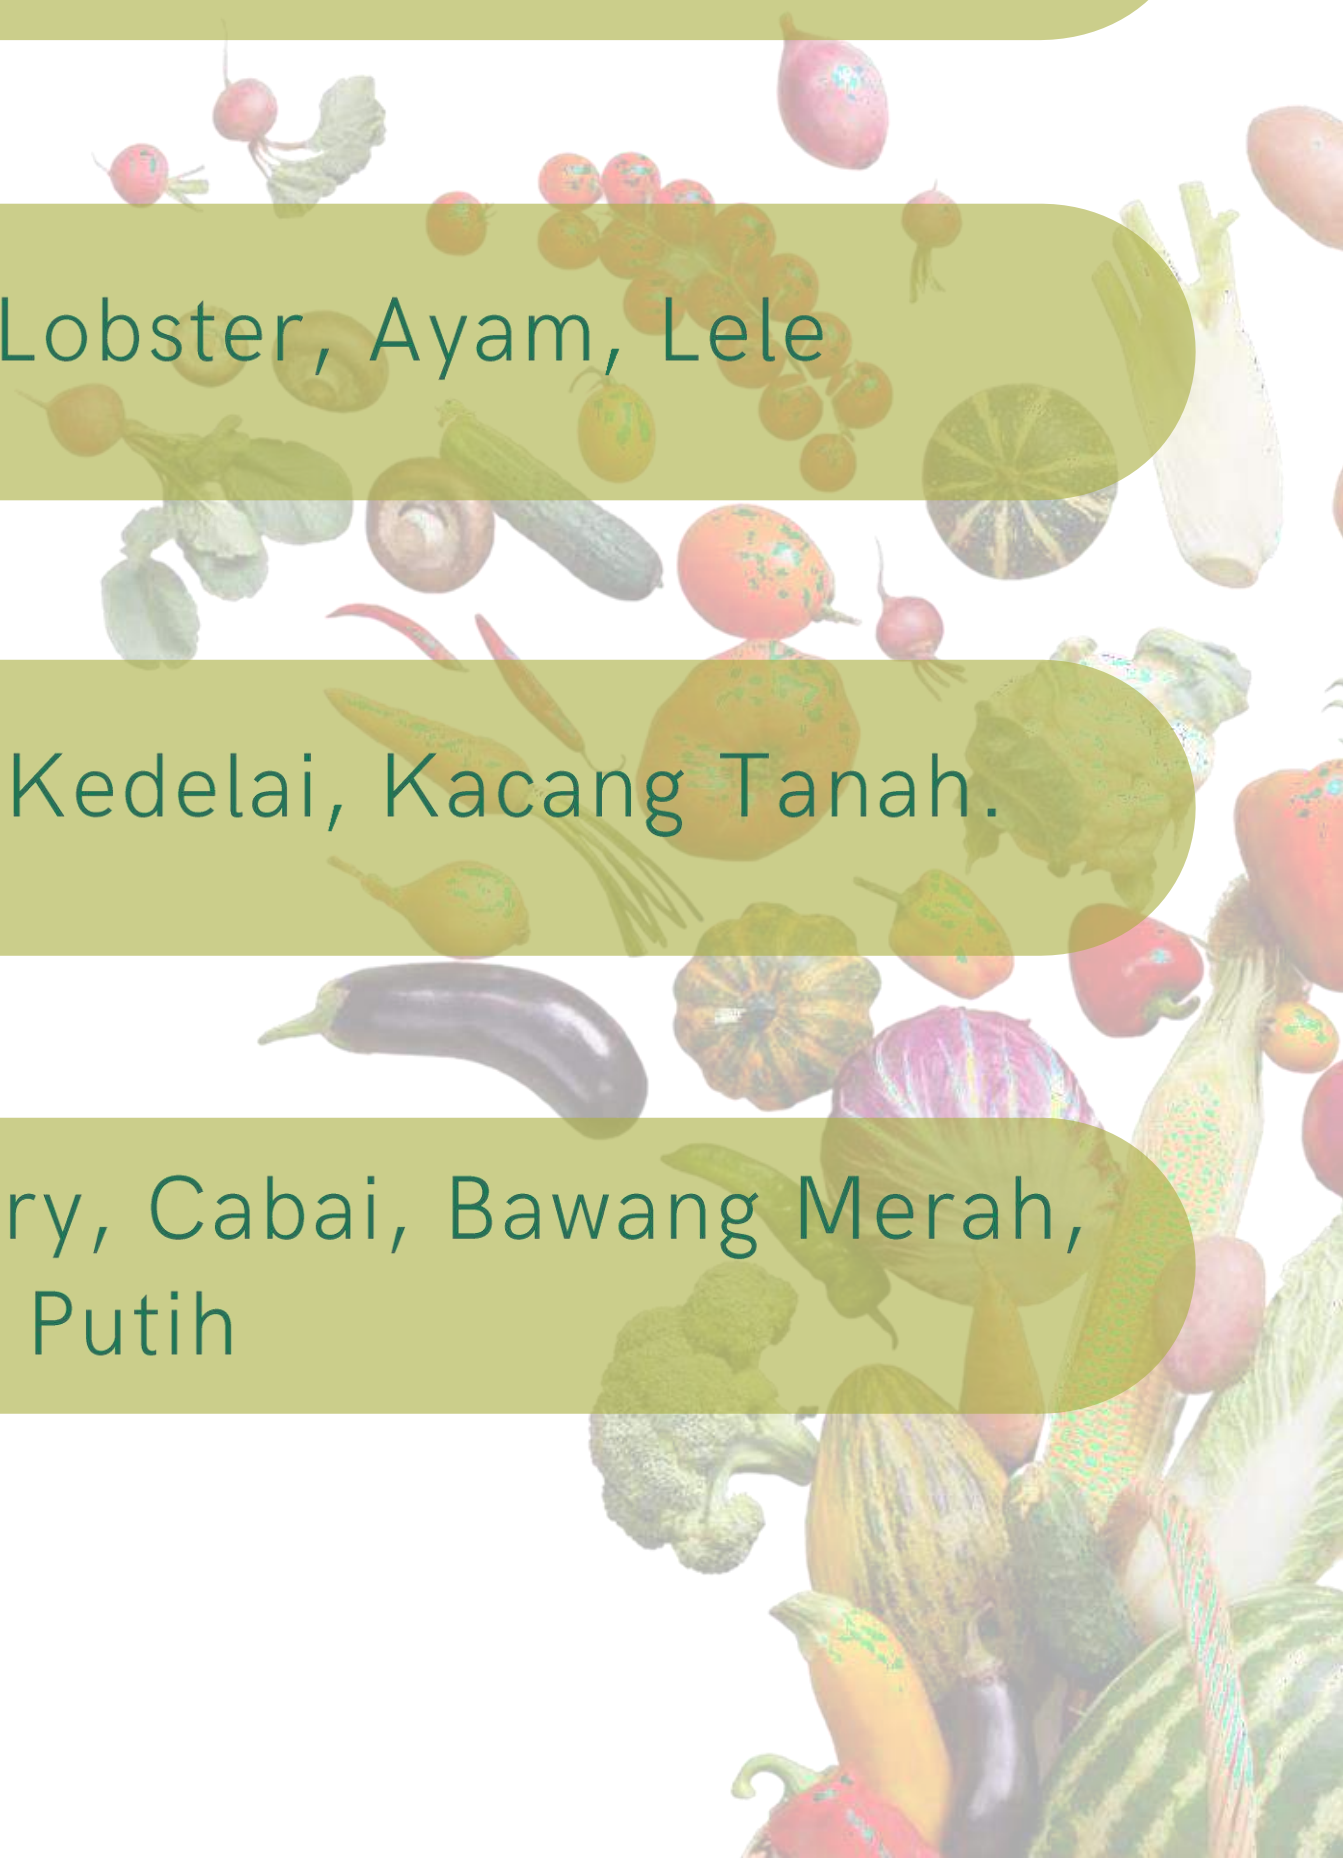 Lobster, Ayam, Lele
Kedelai, Kacang Tanah.
ry, Cabai, Bawang Merah,
Putih